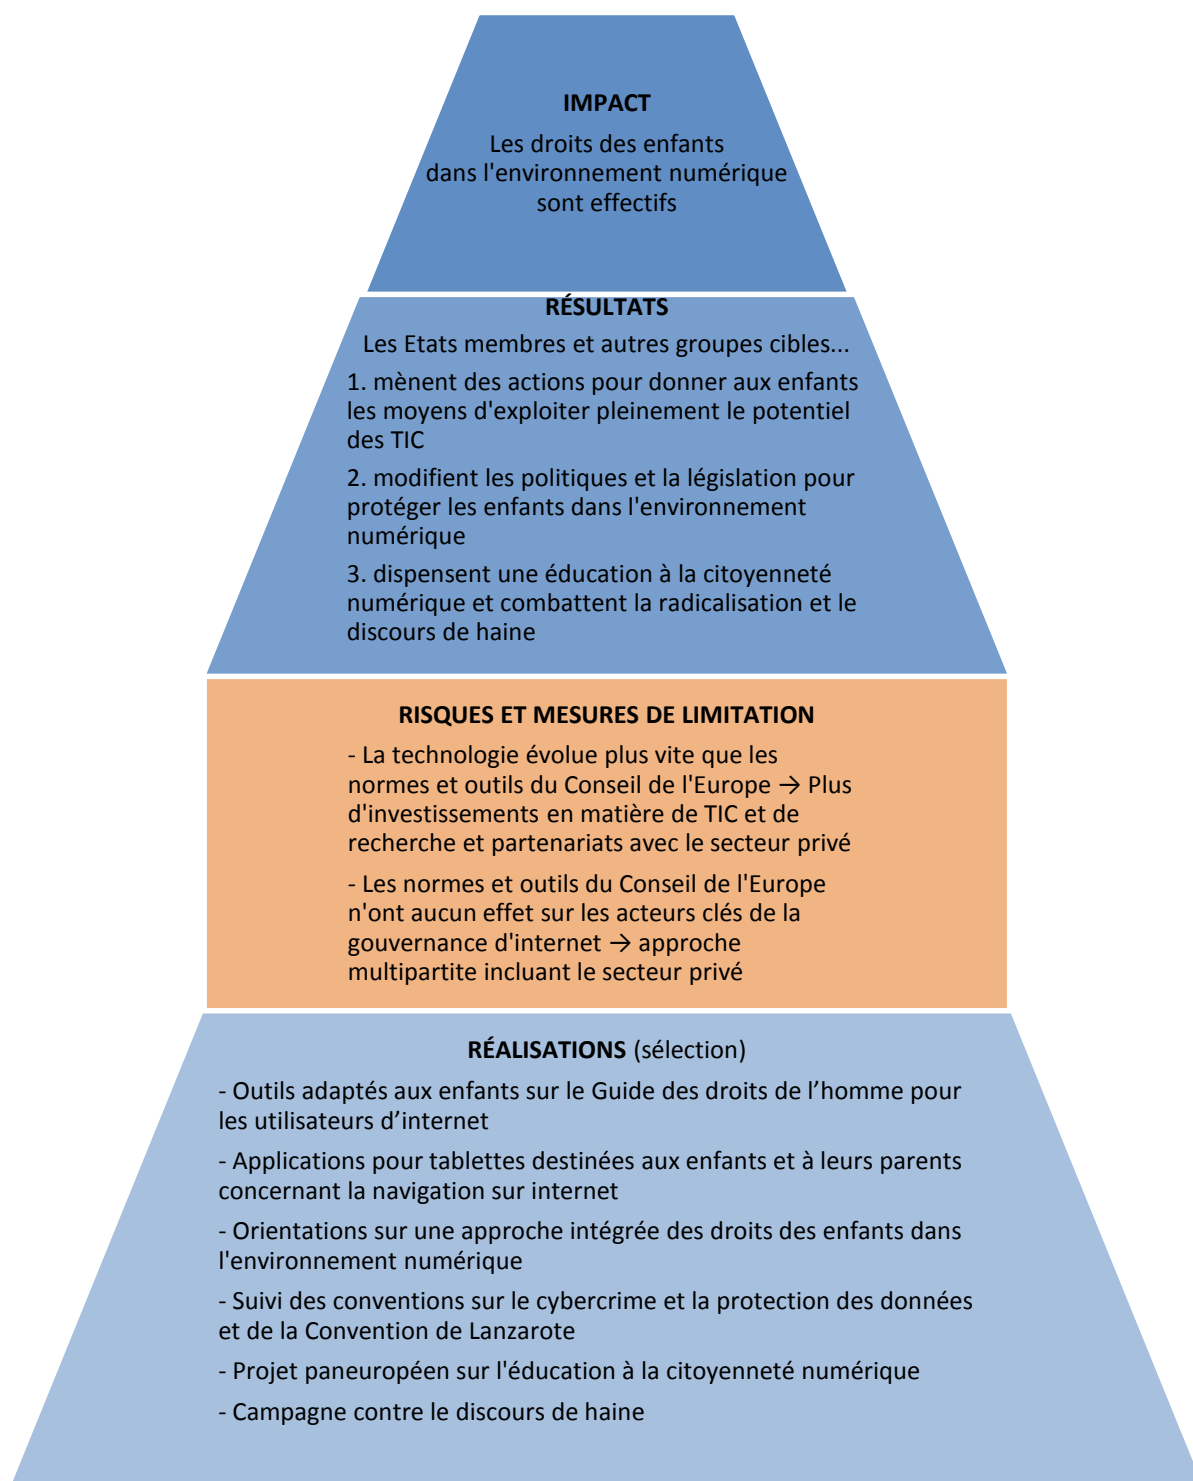 IMPACT
Les droits des enfants
dans l'environnement numérique
sont effectifs
RÉSULTATS
Les Etats membres et autres groupes cibles...
1. mènent des actions pour donner aux enfants
les moyens d'exploiter pleinement le potentiel
des TIC
2. modifient les politiques et la législation pour
protéger les enfants dans l'environnement
numérique
3. dispensent une éducation à la citoyenneté
numérique et combattent la radicalisation et le
discours de haine
RISQUES ET MESURES DE LIMITATION
- La technologie évolue plus vite que les
normes et outils du Conseil de l'Europe → Plus
d'investissements en matière de TIC et de
recherche et partenariats avec le secteur privé
- Les normes et outils du Conseil de l'Europe
n'ont aucun effet sur les acteurs clés de la
gouvernance d'internet → approche
multipartite incluant le secteur privé
RÉALISATIONS (sélection)
- Outils adaptés aux enfants sur le Guide des droits de l’homme pour
les utilisateurs d’internet
- Applications pour tablettes destinées aux enfants et à leurs parents
concernant la navigation sur internet
- Orientations sur une approche intégrée des droits des enfants dans
l'environnement numérique
- Suivi des conventions sur le cybercrime et la protection des données
et de la Convention de Lanzarote
- Projet paneuropéen sur l'éducation à la citoyenneté numérique
- Campagne contre le discours de haine